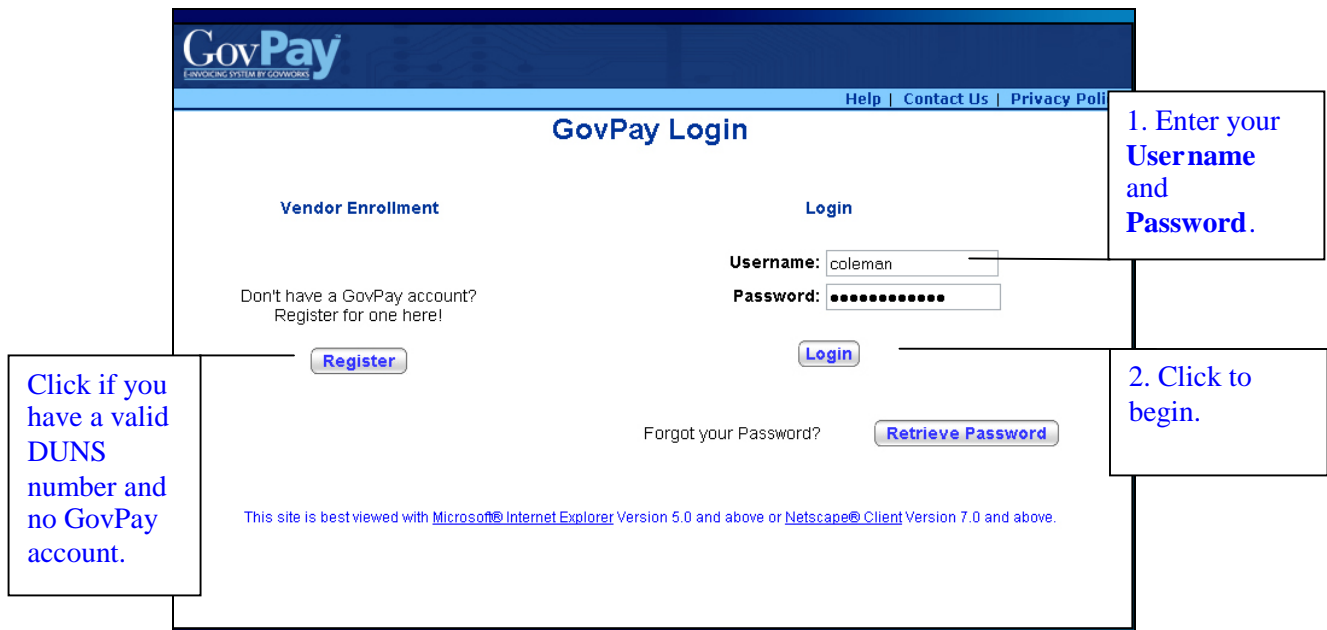 GovPay
E-INVOICING SYSTEM BY GOVWORKS
Help | Contact Us | Privacy Poli
GovPay Login
Vendor Enrollment
Login
Username: coleman
Password: ●●●●●●●●●●●●
Don't have a GovPay account?
Register for one here!
Register
Login
Forgot your Password?
Retrieve Password
This site is best viewed with Microsoft® Internet Explorer Version 5.0 and above or Netscape® Client Version 7.0 and above.
1. Enter your
Username
and
Password.
2. Click to
begin.
Click if you
have a valid
DUNS
number and
no GovPay
account.